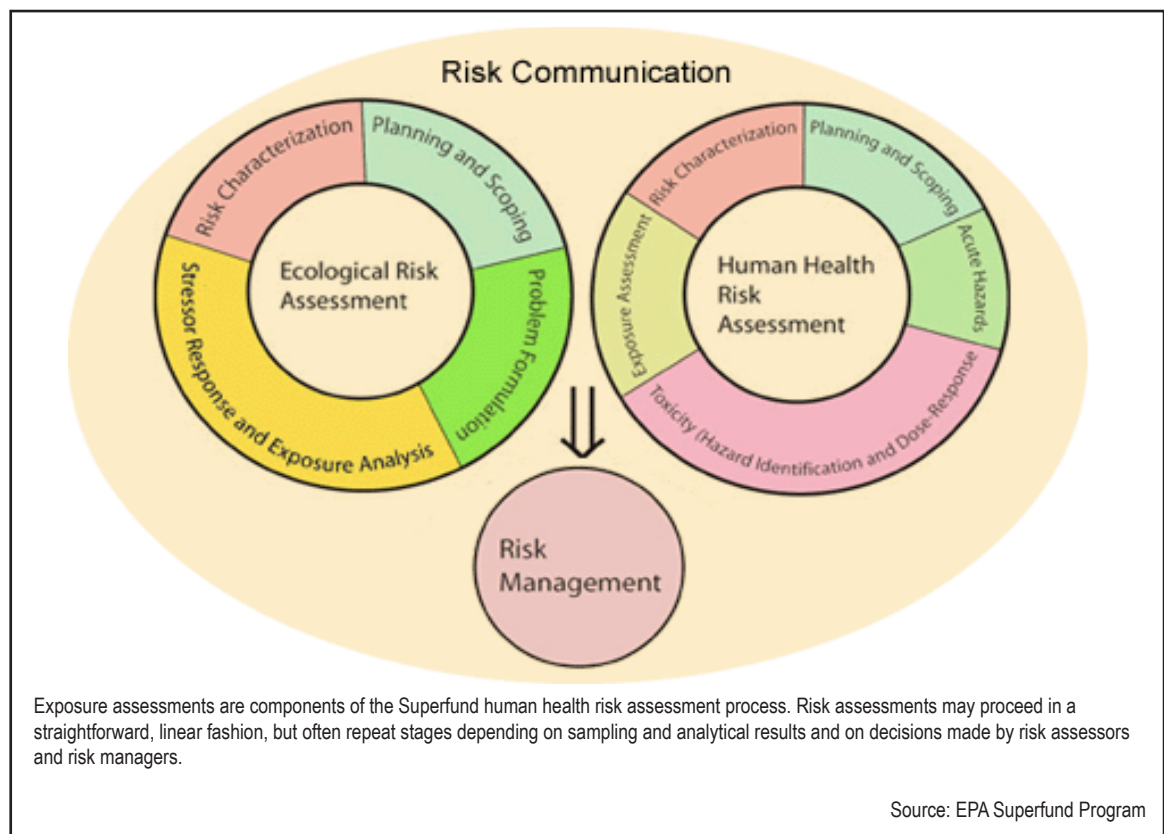 Risk Communication
Risk Characterization
Planning and Scoping
Problem Formulation
Stressor Response and Exposure Analysis
Ecological Risk
Assessment
Risk Characterization
Planning and Scoping
Acute Hazards
Toxicity (Hazard Identification and Dose-Response
Exposure Assessment
Human Health
Risk
Assessment
Risk
Management
Exposure assessments are components of the Superfund human health risk assessment process. Risk assessments may proceed in a
straightforward, linear fashion, but often repeat stages depending on sampling and analytical results and on decisions made by risk assessors
and risk managers.
Source: EPA Superfund Program